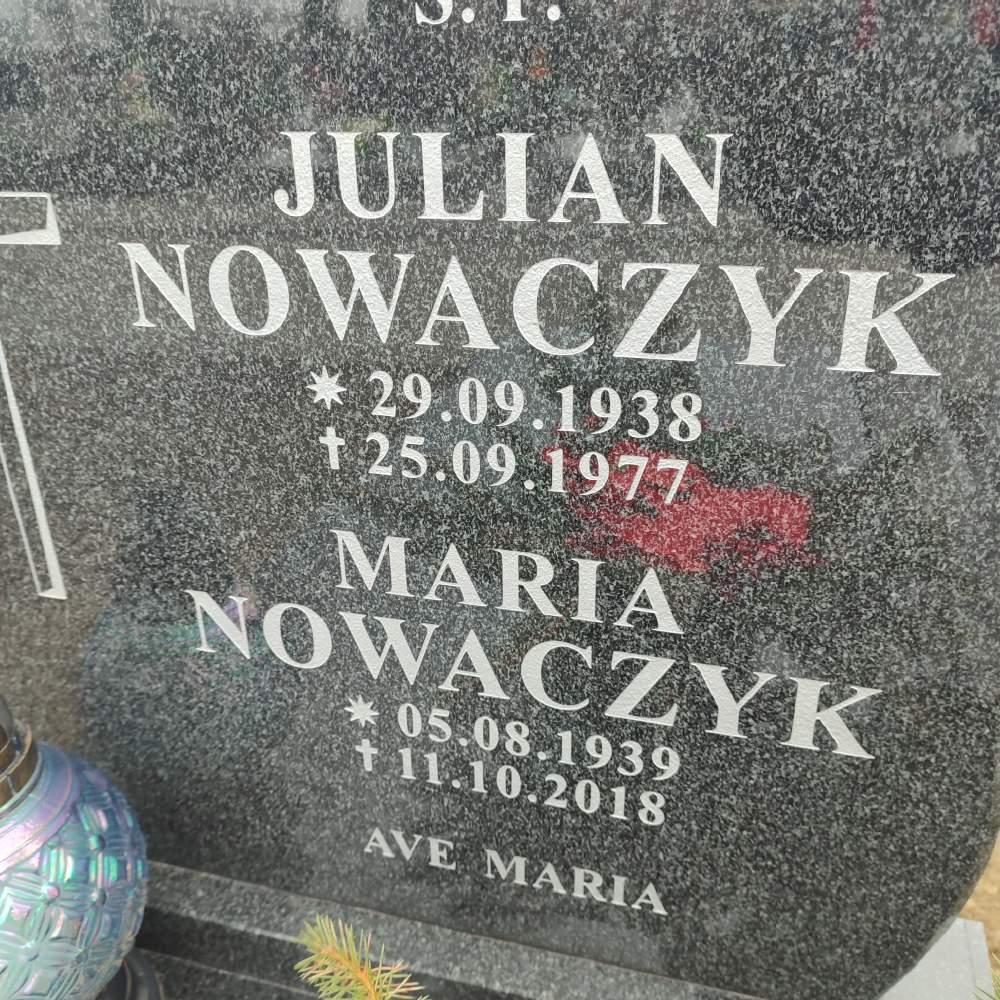 JULIAN
NOWACZYK
* 29.09.1938
† 25.09.1977
MARIA
NOWACZYK
* 05.08.1939
† 11.10.2018
AVE MARIA